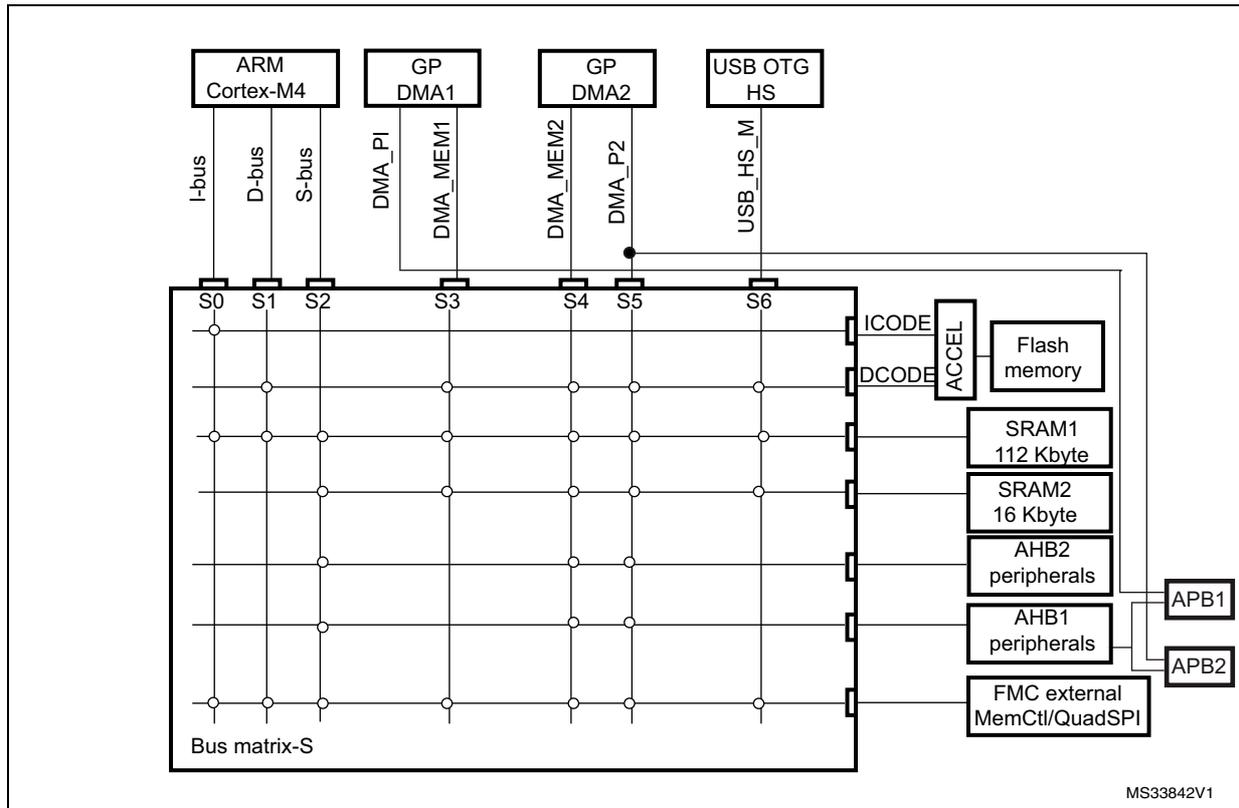 ARM
Cortex-M4
GP
DMA1
GP
DMA2
USB OTG
HS
I-bus
D-bus
S-bus
DMA_PI
DMA_MEM1
DMA_MEM2
DMA_P2
USB_HS_M
S0 S1 S2 S3 S4 S5 S6
ICODE
DCODE
ACCEL
Flash
memory
SRAM1
112 Kbyte
SRAM2
16 Kbyte
AHB2
peripherals
AHB1
peripherals
APB1
APB2
FMC external
MemCtl/QuadSPI
Bus matrix-S
MS33842V1